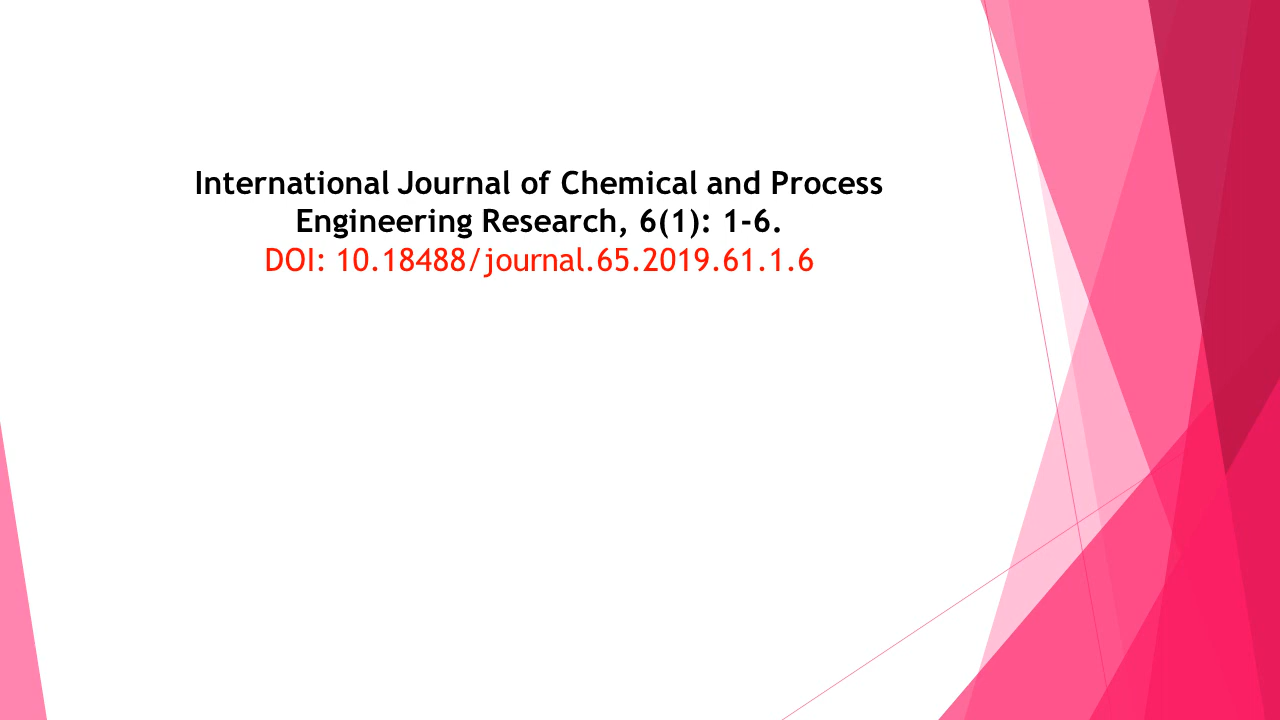 International Journal of Chemical and Process
Engineering Research, 6(1): 1-6.
DOI: 10.18488/journal.65.2019.61.1.6